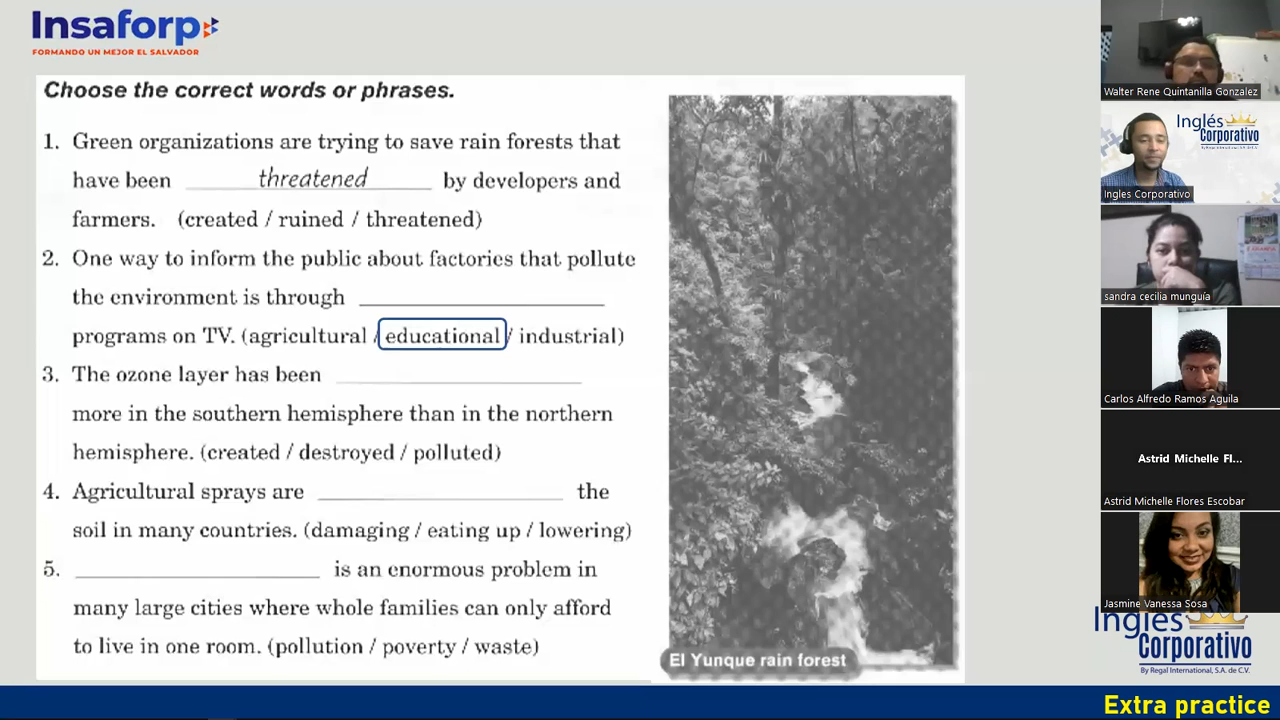 Insaforp
FORMANDO UN MEJOR EL SALVADOR
Choose the correct words or phrases.
1. Green organizations are trying to save rain forests that
have been threatened by developers and
farmers. (created / ruined / threatened)
2. One way to inform the public about factories that pollute
the environment is through
programs on TV. (agricultural / educational / industrial)
3. The ozone layer has been
more in the southern hemisphere than in the northern
hemisphere. (created / destroyed / polluted)
4. Agricultural sprays are the
soil in many countries. (damaging / eating up / lowering)
5. is an enormous problem in
many large cities where whole families can only afford
to live in one room. (pollution / poverty / waste)
El Yunque rain forest
Walter Rene Quintanilla Gonzalez
Inglés
Corporativo
By Regal International, S.A. de C.V.
Ingles Corporativo
sandra cecilia munguía
Carlos Alfredo Ramos Aguila
Astrid Michelle Fl...
Astrid Michelle Flores Escobar
Jasmine Vanessa Sosa
Inglés
Corporativo
By Regal International, S.A. de C.V.
Extra practice